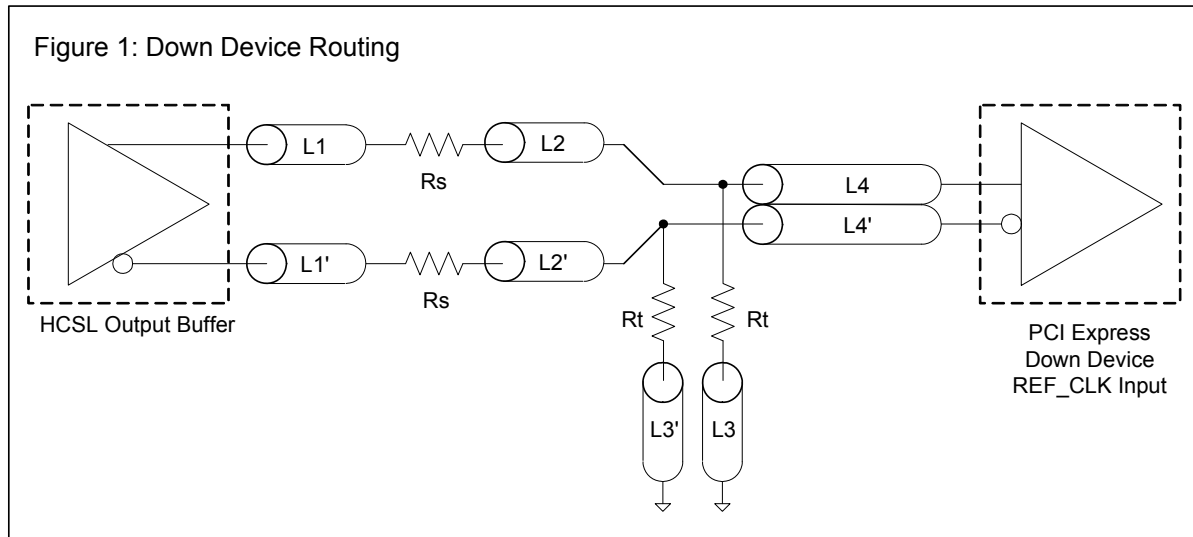 Figure 1: Down Device Routing
L1
Rs
L2
L4
L4'
L1'
Rs
L2'
HCSL Output Buffer
Rt
Rt
L3'
L3
PCI Express
Down Device
REF_CLK Input